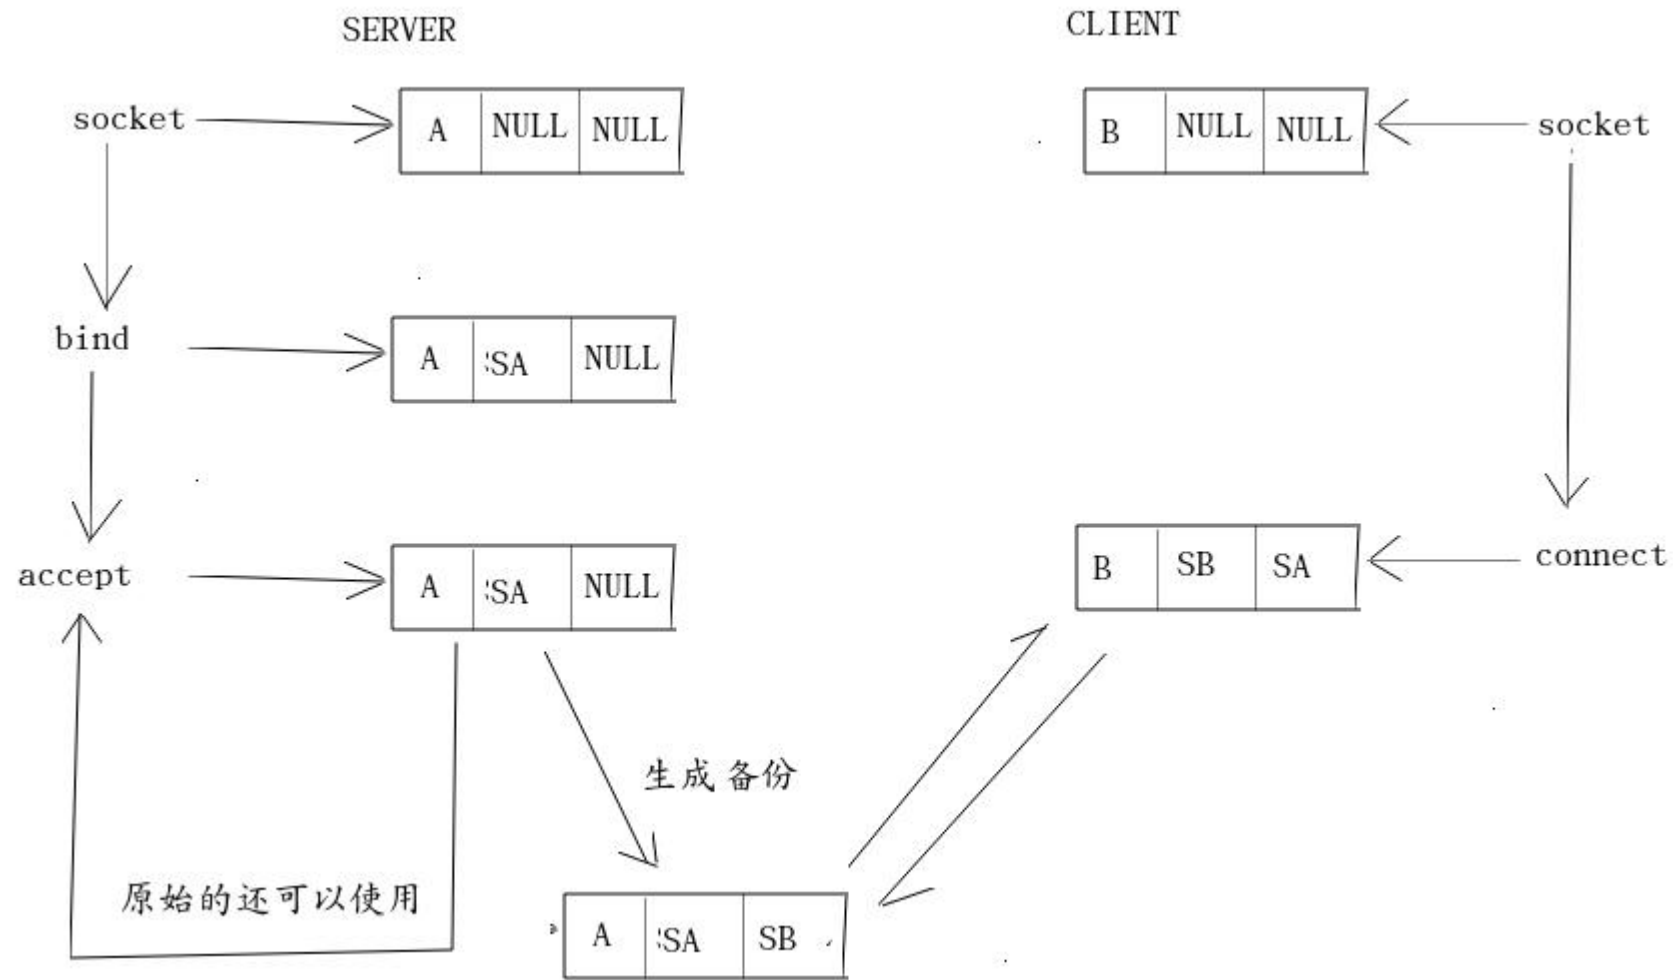 SERVER
CLIENT
socket
A NULL NULL
B NULL NULL
socket
bind
A SA NULL
accept
A SA NULL
B SB SA
connect
生成备份
原始的还可以使用
A SA SB